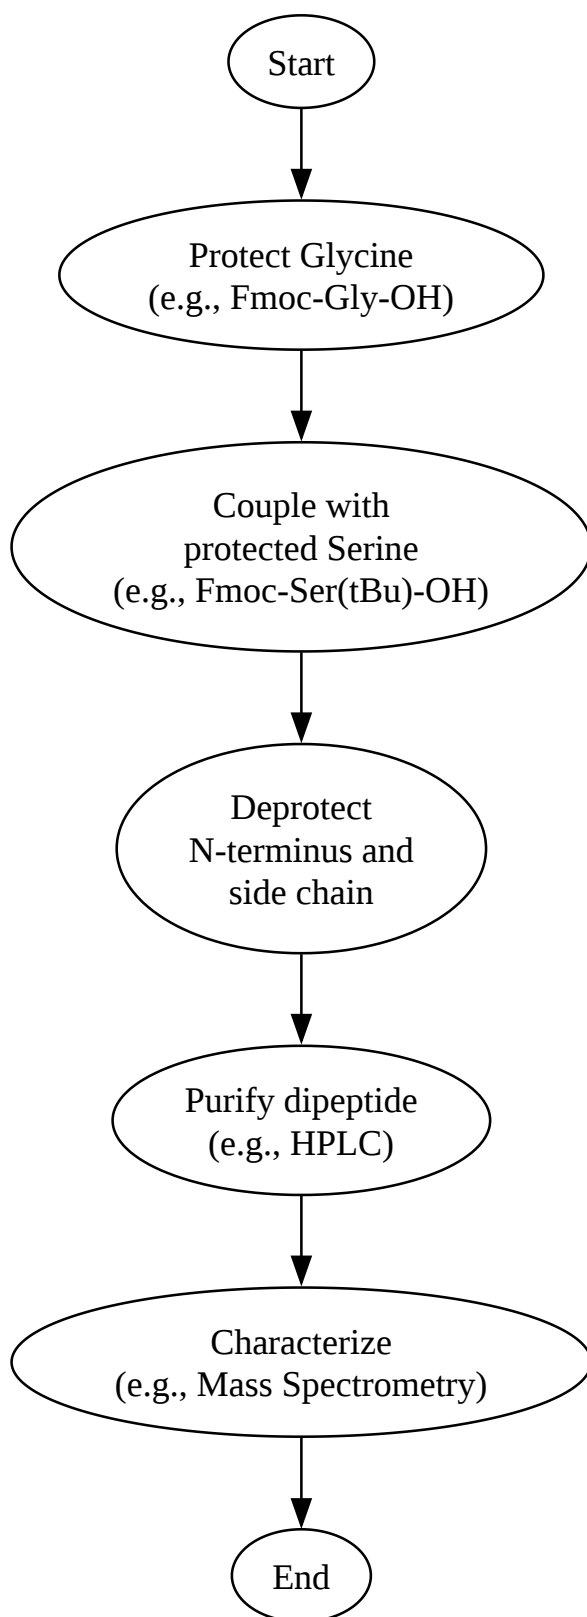 Start
Protect Glycine
(e.g., Fmoc-Gly-OH)
Couple with
protected Serine
(e.g., Fmoc-Ser(tBu)-OH)
Deprotect
N-terminus and
side chain
Purify dipeptide
(e.g., HPLC)
Characterize
(e.g., Mass Spectrometry)
End